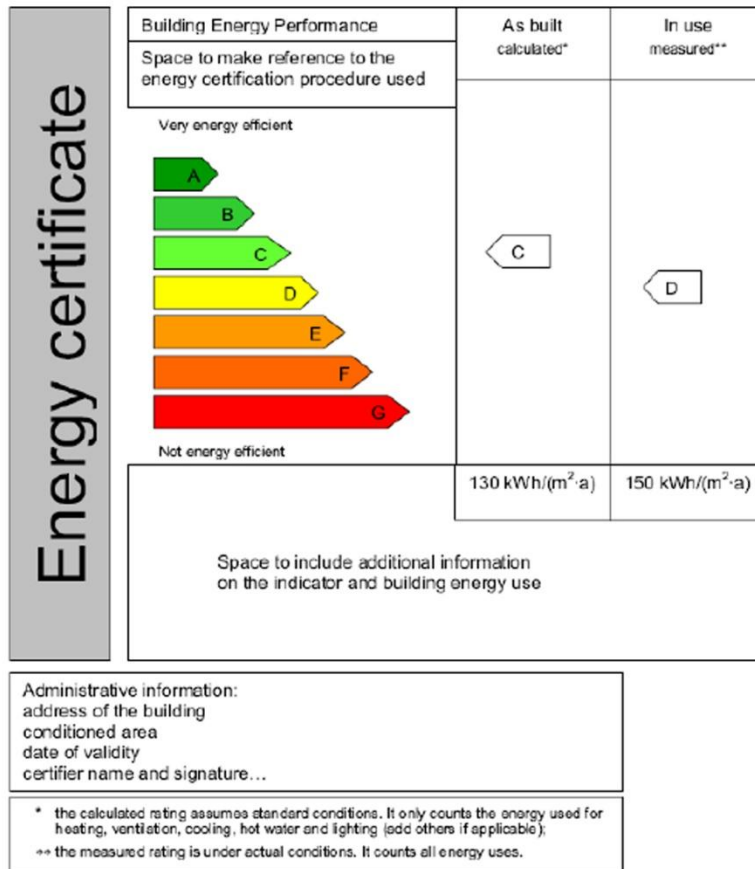 Energy certificate
Building Energy Performance
Space to make reference to the
energy certification procedure used
As built
calculated*
In use
measured**
Very energy efficient
A
B
C
D
E
F
G
Not energy efficient
C
D
130 kWh/(m²·a)
150 kWh/(m²·a)
Space to include additional information
on the indicator and building energy use
Administrative information:
address of the building
conditioned area
date of validity
certifier name and signature…
* the calculated rating assumes standard conditions. It only counts the energy used for
heating, ventilation, cooling, hot water and lighting (add others if applicable);
** the measured rating is under actual conditions. It counts all energy uses.